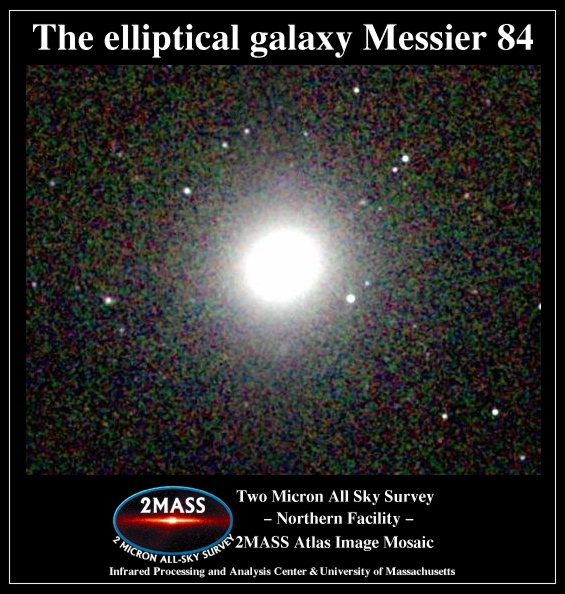 The elliptical galaxy Messier 84
2MASS
2 MICRON ALL-SKY SURVEY
Two Micron All Sky Survey
– Northern Facility –
2MASS Atlas Image Mosaic
Infrared Processing and Analysis Center & University of Massachusetts